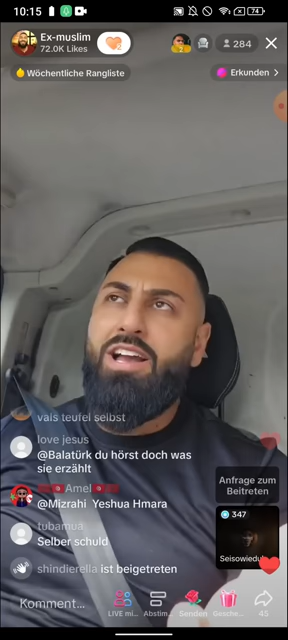 10:15
74
Ex-muslim
72.0K Likes
284
Wöchentliche Rangliste
Erkunden >
vais teufel selbst
love jesus
@Balatürk du hörst doch was
sie erzählt
Amel
@Mizrahi Yeshua Hmara
tubamua
Selber schuld
shindierella ist beigetreten
Anfrage zum
Beitreten
347
Seisowiedu
Komment...
LIVE mi...
Abstim...
Senden
Gesche...
45